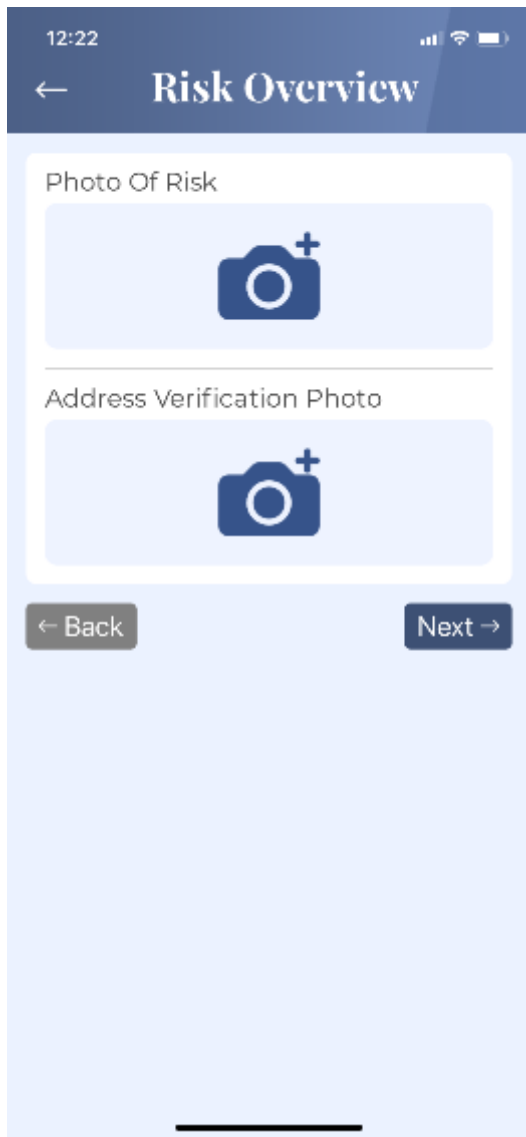 12:22
← Risk Overview
Photo Of Risk
Address Verification Photo
← Back
Next →